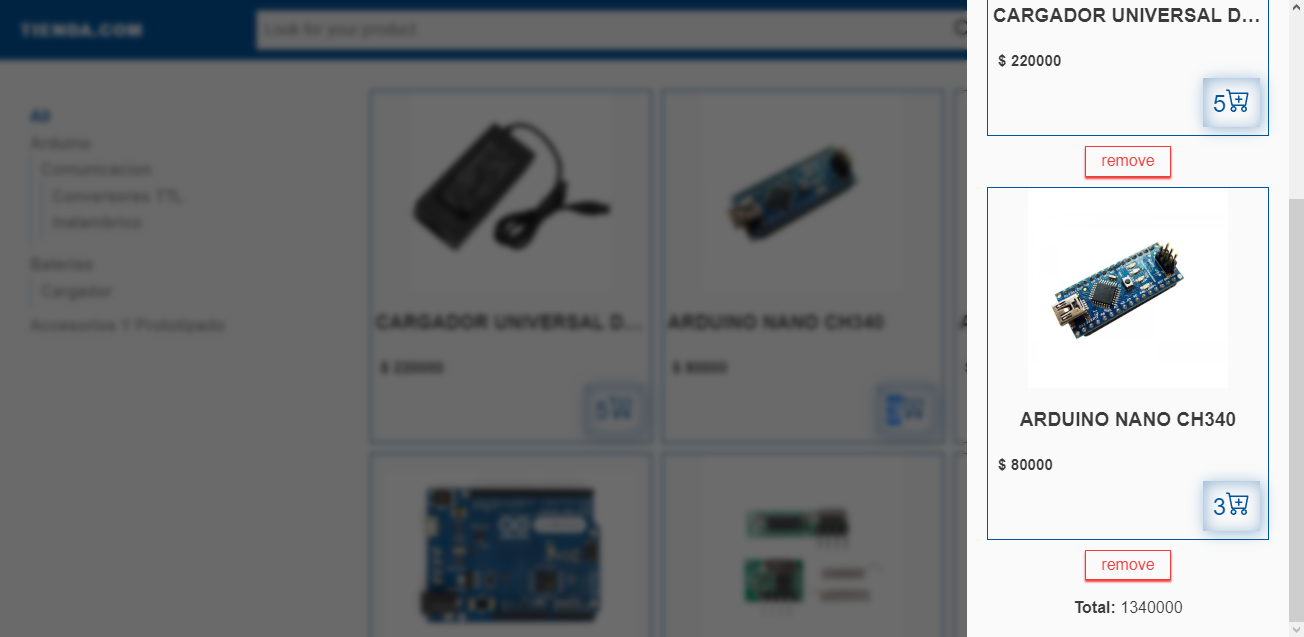 TIENDA.COM
Look for your product
All
Arduino
Comunicacion
Conversores TTL
Inalambrico
Baterias
Cargador
Accesorios Y Prototipado
CARGADOR UNIVERSAL D...
$ 220000
5
ARDUINO NANO CH340
$ 80000
CARGADOR UNIVERSAL D...
$ 220000
5
remove
ARDUINO NANO CH340
$ 80000
3
remove
Total: 1340000